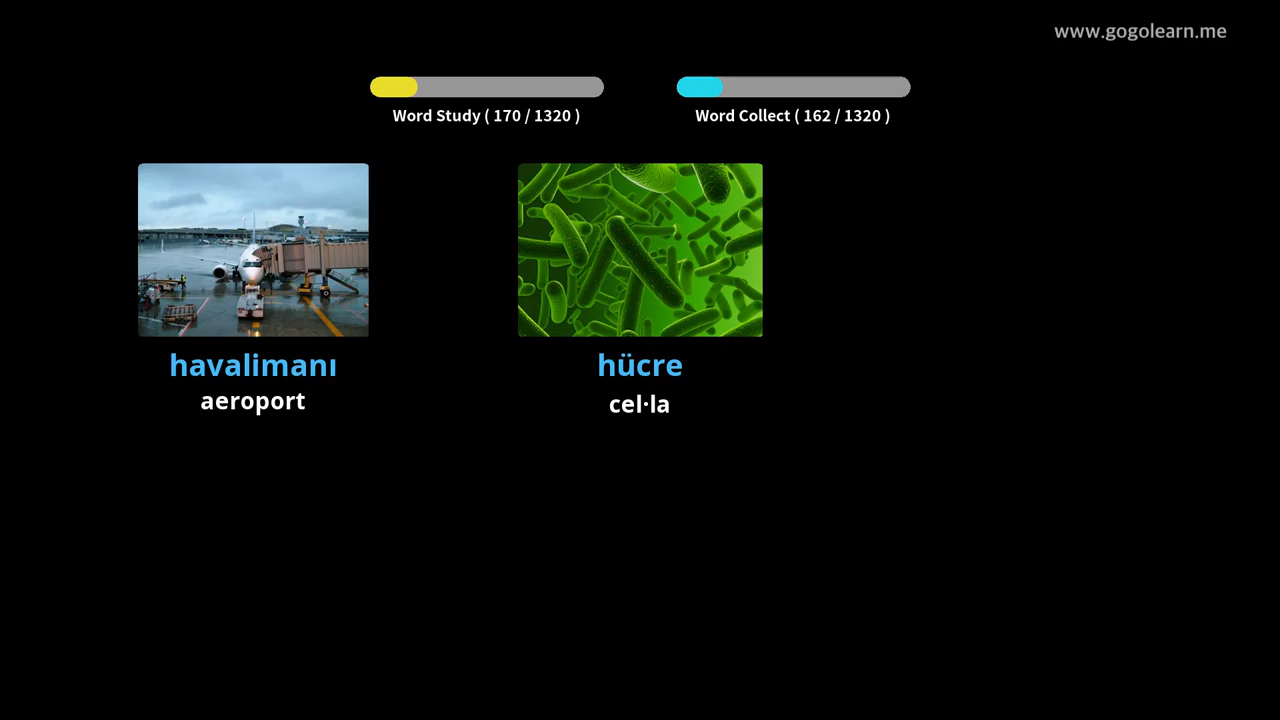 www.gogolearn.me
Word Study ( 170 / 1320 )
Word Collect ( 162 / 1320 )
havalimanı
aeroport
hücre
cel·la